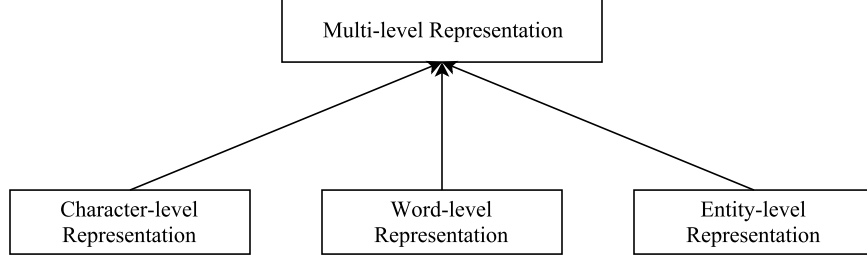 Multi-level Representation
Character-level
Representation
Word-level
Representation
Entity-level
Representation